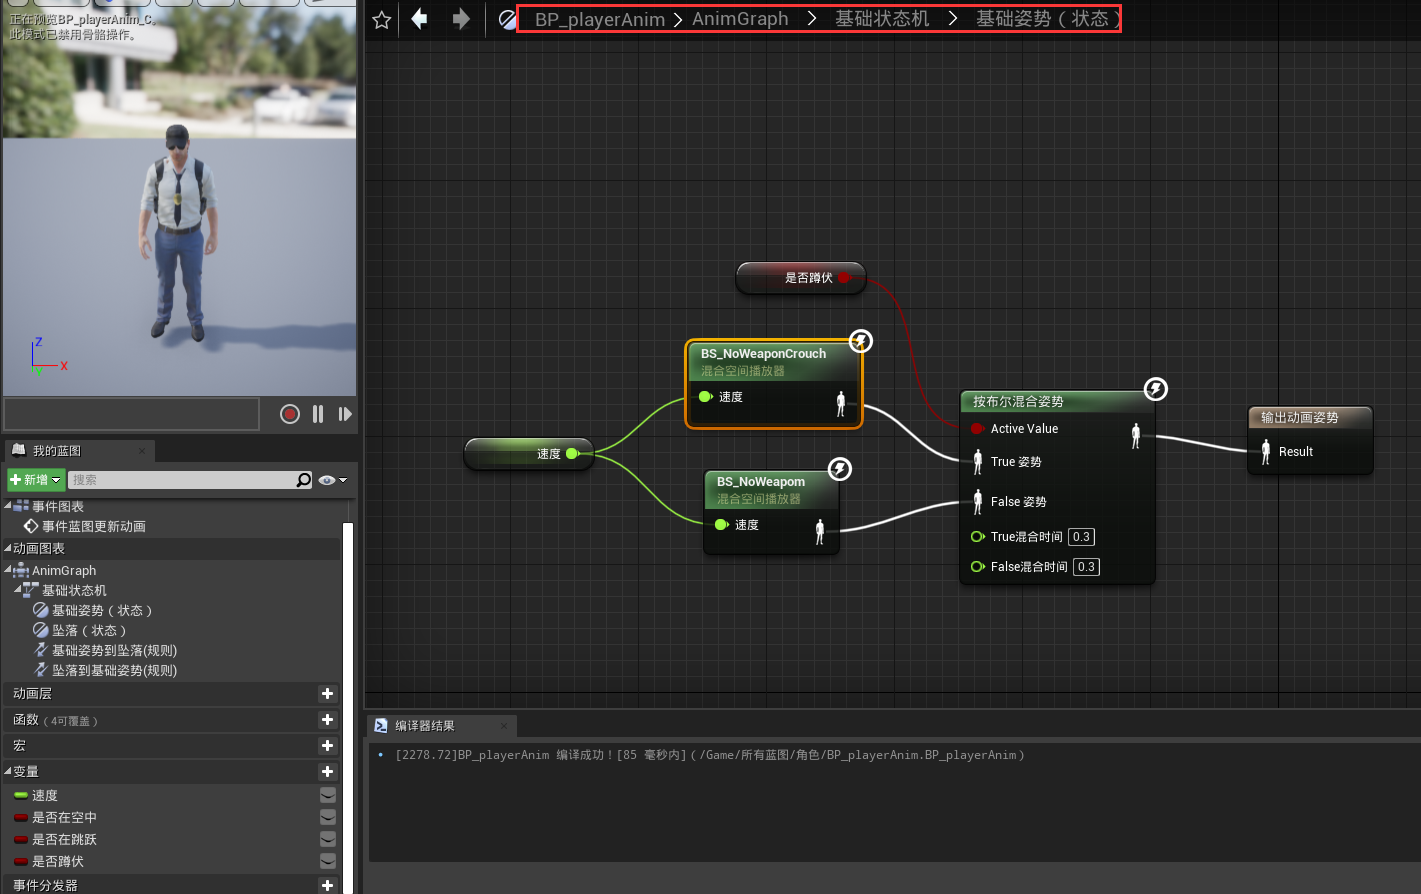 正在预览BP_playerAnim_C。
此模式已禁用骨骼操作。
Z
X
Y
BP_playerAnim > AnimGraph > 基础状态机 > 基础姿势（状态）
是否蹲伏
BS_NoWeaponCrouch
混合空间播放器
速度
速度
BS_NoWeapom
混合空间播放器
速度
按布尔混合姿势
Active Value
True 姿势
False 姿势
True混合时间 0.3
False混合时间 0.3
输出动画姿势
Result
我的蓝图
新增
搜索
事件图表
事件蓝图更新动画
动画图表
AnimGraph
基础状态机
基础姿势（状态）
坠落（状态）
基础姿势到坠落(规则)
坠落到基础姿势(规则)
动画层
函数（4可覆盖）
宏
变量
速度
是否在空中
是否在跳跃
是否蹲伏
事件分发器
编译器结果
[2278.72]BP_playerAnim 编译成功！[85 毫秒内]（/Game/所有蓝图/角色/BP_playerAnim.BP_playerAnim）